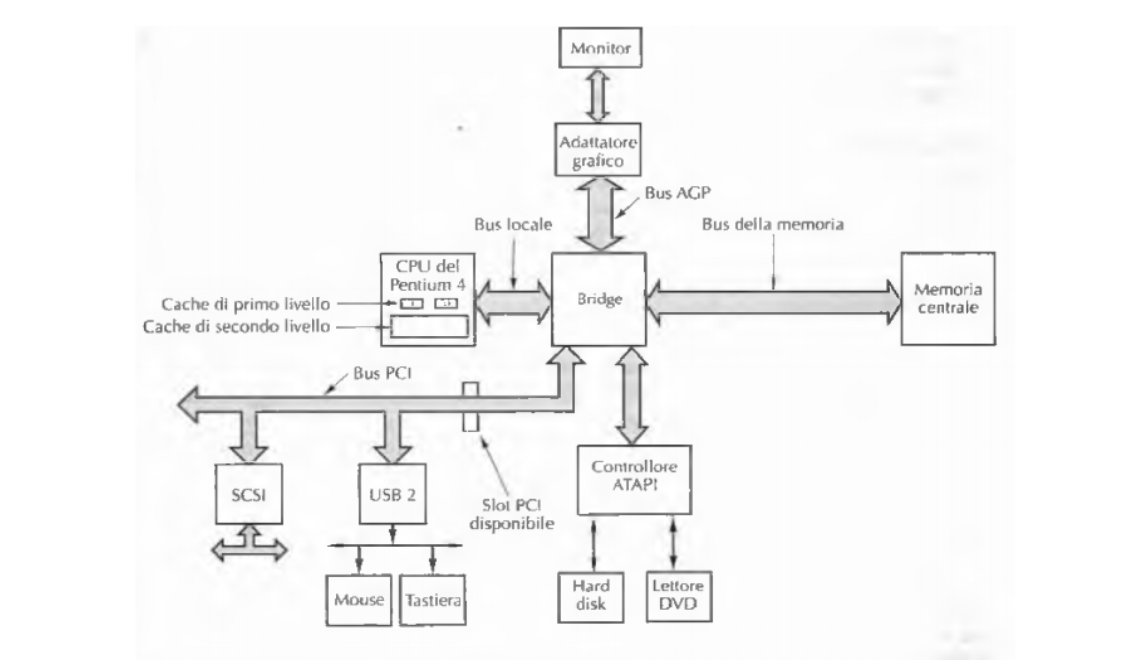 Monitor
Adattatore
grafico
Bus AGP
Bus locale
Bus della memoria
CPU del
Pentium 4
Bridge
Memoria
centrale
Cache di primo livello
Cache di secondo livello
Bus PCI
Controllore
ATAPI
SCSI
USB 2
Slot PCI
disponibile
Mouse
Tastiera
Hard
disk
Lettore
DVD